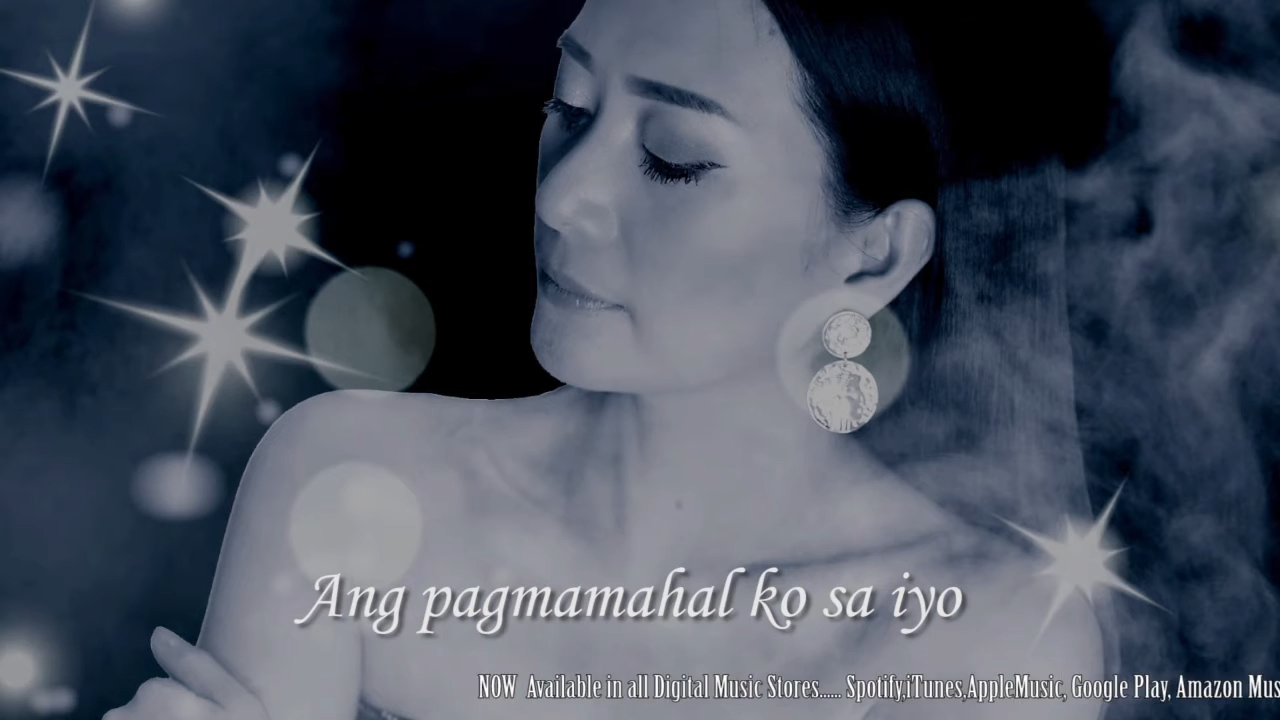 Ang pagmamahal ko sa iyo
NOW Available in all Digital Music Stores...... Spotify,iTunes,AppleMusic, Google Play, Amazon